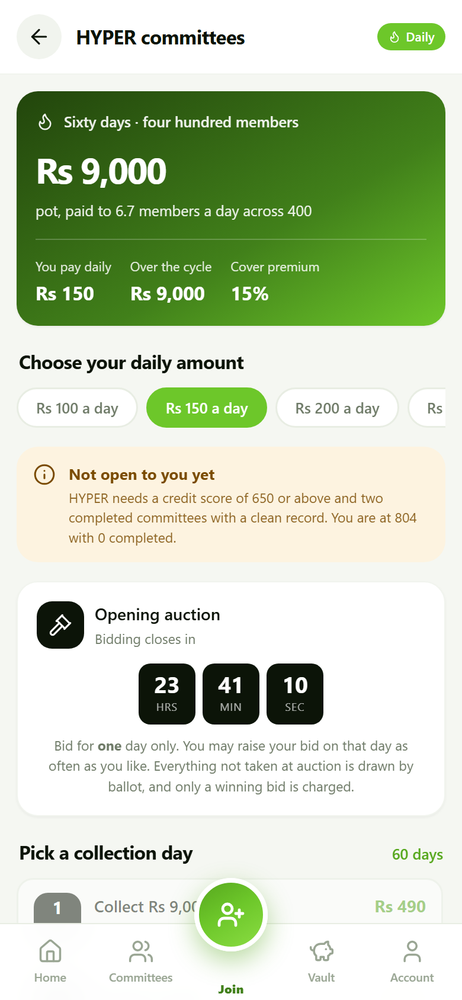 HYPER committees
Daily
Sixty days · four hundred members
Rs 9,000
pot, paid to 6.7 members a day across 400
You pay daily
Over the cycle
Cover premium
Rs 150
Rs 9,000
15%
Choose your daily amount
Rs 100 a day
Rs 150 a day
Rs 200 a day
Rs
Not open to you yet
HYPER needs a credit score of 650 or above and two
completed committees with a clean record. You are at 804
with 0 completed.
Opening auction
Bidding closes in
23
HRS
41
MIN
10
SEC
Bid for one day only. You may raise your bid on that day as
often as you like. Everything not taken at auction is drawn by
ballot, and only a winning bid is charged.
Pick a collection day
60 days
1
Collect Rs 9,00
Rs 490
Home
Committees
Join
Vault
Account